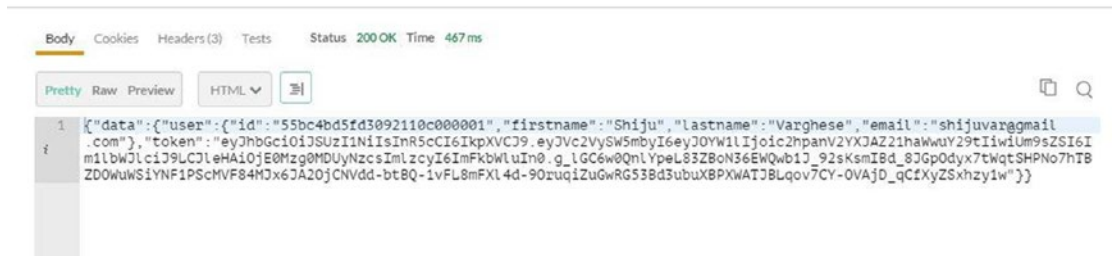 Body Cookies Headers (3) Tests Status 200 OK Time 467 ms
Pretty Raw Preview HTML
1 {"data":{"user":{"id":"55bc4bd5fd3092110c000001","firstname":"Shiju","lastname":"Varghese","email":"shijuvar@gmail
i .com"},"token":"eyJhbGciOiJSUzI1NiIsInR5cCI6IkpXVCJ9.eyJVc2VySW5mbyI6eyJOYW1lIjoic2hpanV2YXJAZ21haWwuY29tIiwiUm9sZSI6I
m1lbWJlciJ9LCJleHAiOjE0Mzg0MDUyNzcsImlzcyI6ImFkbWluIn0.g_lGC6w0QnlYpeL83ZBoN36EWQwb1J_92sKsmIBd_8JGpOdyx7tWqtSHPNo7hTB
ZDOWuWSiYNF1PScMVF84MJx6JA2OjCNVdd-btBQ-1vFL8mFXl4d-9OruqiZuGwRG53Bd3ubuXBPXWATJBLqov7CY-OVAjD_qCfXyZSxhzy1w"}}